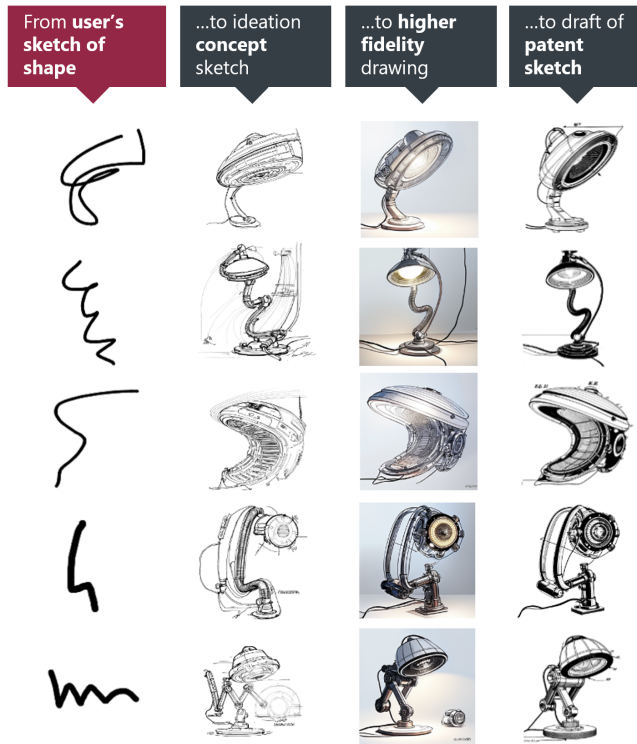 From user's
sketch of
shape
...to ideation
concept
sketch
...to higher
fidelity
drawing
...to draft of
patent
sketch